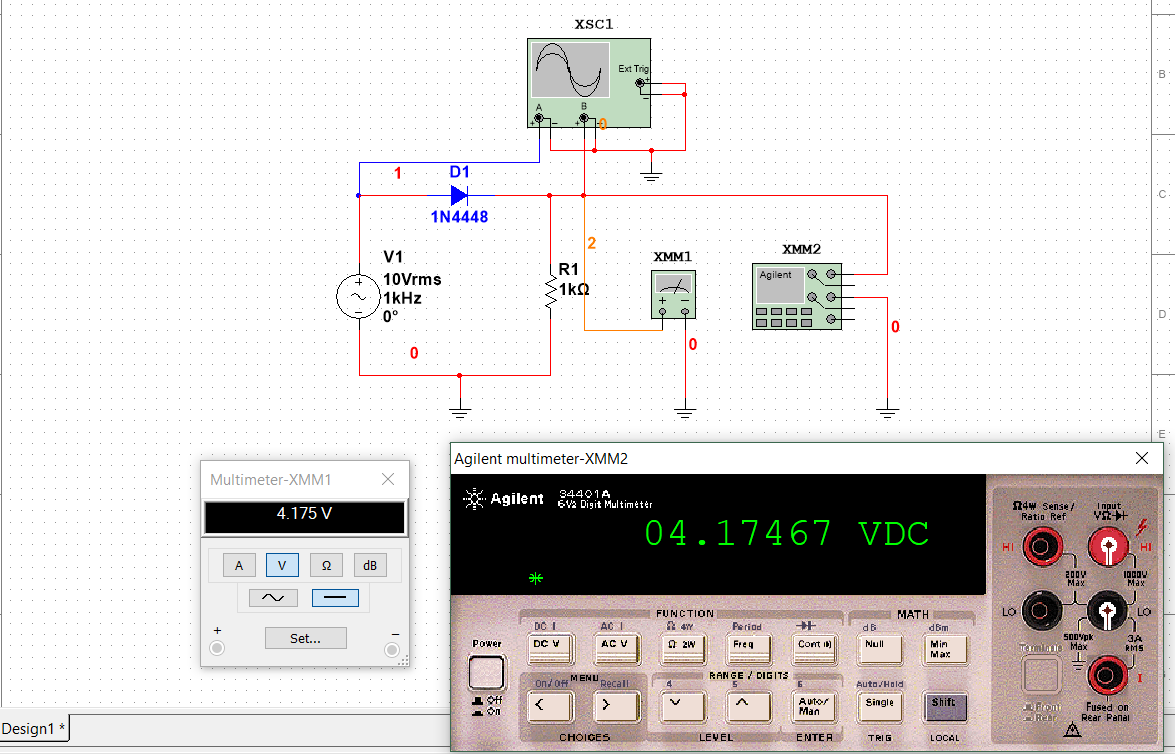 XSC1
B
Ext Trig
+
−
A
B
+
−
+
−
0
1
D1
C
1N4448
2
V1
XMM1
XMM2
10Vrms
R1
Agilent
1kHz
1kΩ
+
−
0°
D
0
0
0
E
Multimeter-XMM1
4.175 V
A
V
Ω
dB
Set...
+
−
Agilent multimeter-XMM2
Agilent
34401A
6½ Digit Multimeter
04.17467 VDC
Power
Off
On
FUNCTION
MATH
DC I
AC I
Ω 4W
Period
dB
dBm
DC V
AC V
Ω 2W
Freq
Cont
Null
Min
Max
MENU
RANGE / DIGITS
On/Off
Recall
4
5
6
Auto/Hold
<
>
Auto/
Man
Single
Shift
CHOICES
LEVEL
ENTER
TRIG
LOCAL
Ω4W Sense/
Ratio Ref
Input
VΩ
HI
HI
200V
Max
1000V
Max
LO
LO
500Vpk
Max
3A
RMS
Terminals
I
Front
Rear
Fused on
Rear Panel
Design1 *